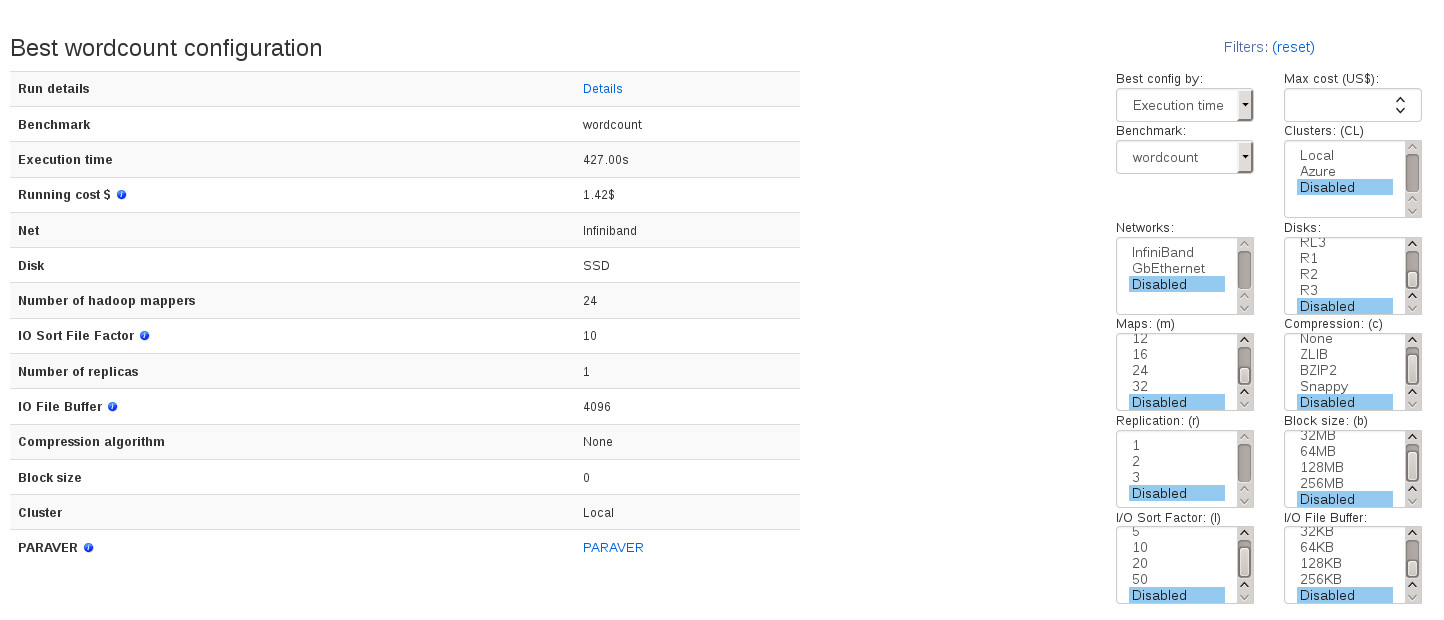 Best wordcount configuration
Run details Details
Benchmark wordcount
Execution time 427.00s
Running cost $ 1.42$
Net Infiniband
Disk SSD
Number of hadoop mappers 24
IO Sort File Factor 10
Number of replicas 1
IO File Buffer 4096
Compression algorithm None
Block size 0
Cluster Local
PARAVER PARAVER
Filters: (reset)
Best config by: Max cost (US$):
Execution time
Benchmark: Clusters: (CL)
wordcount
Local
Azure
Disabled
Networks: Disks:
InfiniBand
GbEthernet
Disabled
RL3
R1
R2
R3
Disabled
Maps: (m) Compression: (c)
12
16
24
32
Disabled
None
ZLIB
BZIP2
Snappy
Disabled
Replication: (r) Block size: (b)
1
2
3
Disabled
32MB
64MB
128MB
256MB
Disabled
I/O Sort Factor: (I) I/O File Buffer:
5
10
20
50
Disabled
32KB
64KB
128KB
256KB
Disabled